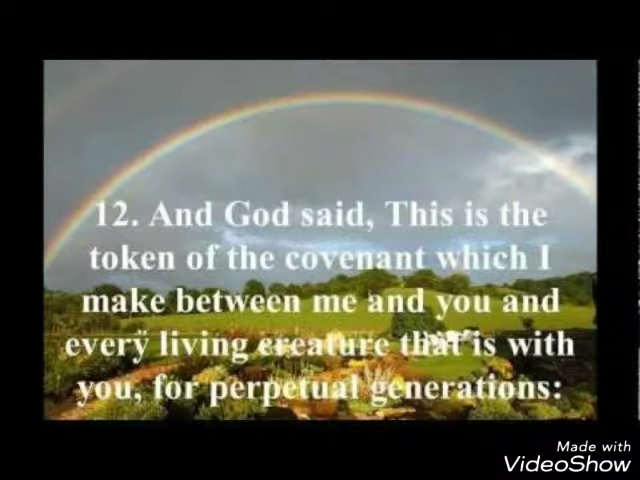 12. And God said, This is the
token of the covenant which I
make between me and you and
every living creature that is with
you, for perpetual generations:
Made with
VideoShow